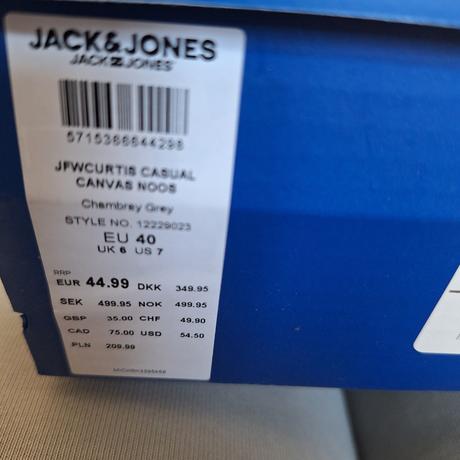 JACK&JONES
JACK&JONES
5715366644298
JFWCURTIS CASUAL
CANVAS NOOS
Chambray Grey
STYLE NO. 12229023
EU 40
UK 6 US 7
RRP
EUR 44.99 DKK 349.95
SEK 499.95 NOK 499.95
GBP 35.00 CHF 49.90
CAD 75.00 USD 54.50
PLN 209.99